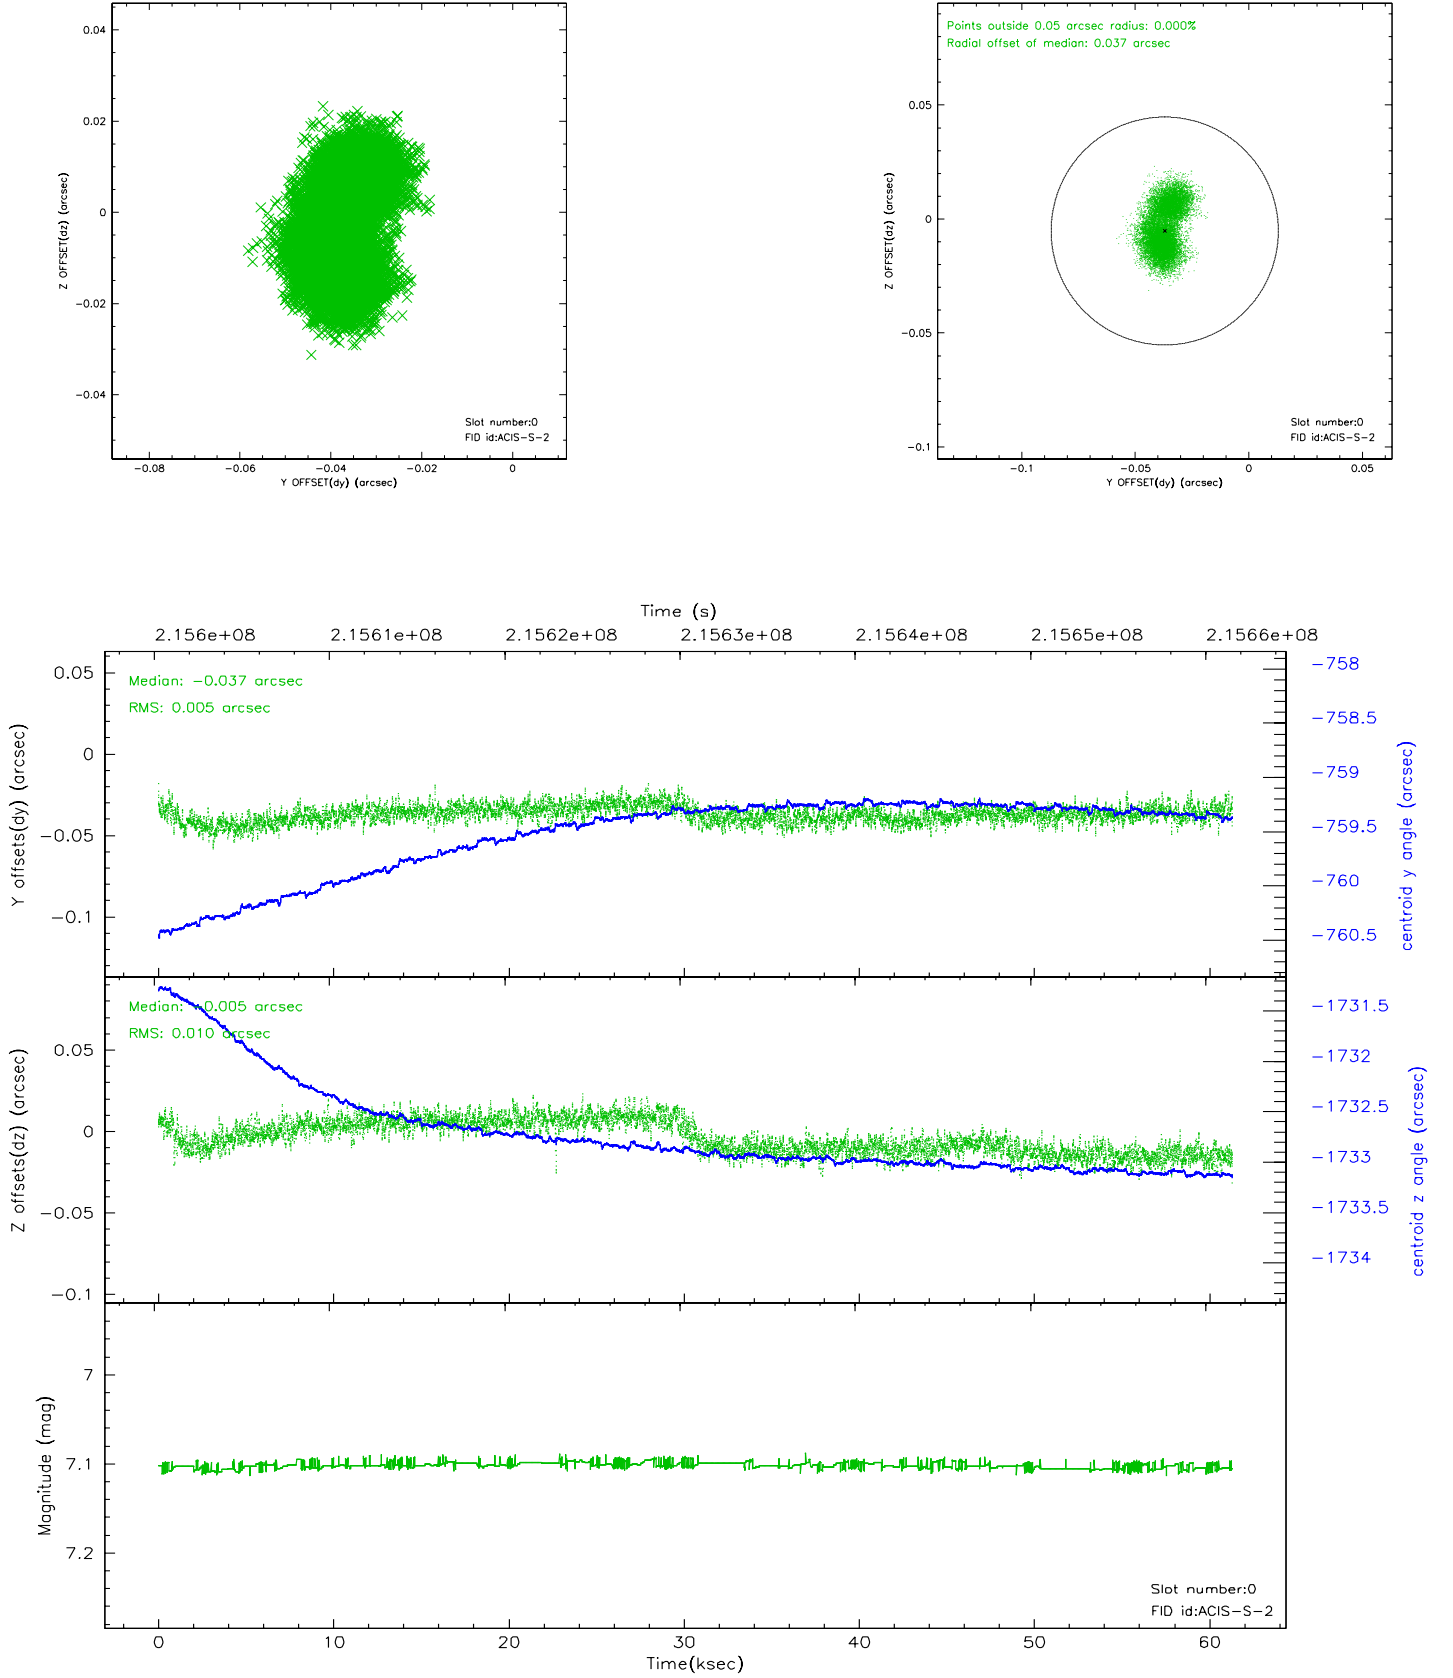 Points outside 0.05 arcsec radius: 0.000%
Radial offset of median: 0.037 arcsec
0.04
0.02
0
−0.02
−0.04
Z OFFSET(dz) (arcsec)
Slot number:0
FID id:ACIS−S−2
−0.08 −0.06 −0.04 −0.02 0
Y OFFSET(dy) (arcsec)
0.05
0
−0.05
−0.1
Z OFFSET(dz) (arcsec)
Slot number:0
FID id:ACIS−S−2
−0.1 −0.05 0 0.05
Y OFFSET(dy) (arcsec)
Time (s)
2.156e+08 2.1561e+08 2.1562e+08 2.1563e+08 2.1564e+08 2.1565e+08 2.1566e+08
Median: −0.037 arcsec
RMS: 0.005 arcsec
0.05
0
−0.05
−0.1
Y offsets(dy) (arcsec)
−758
−758.5
−759
−759.5
−760
−760.5
centroid y angle (arcsec)
Median: −0.005 arcsec
RMS: 0.010 arcsec
0.05
0
−0.05
−0.1
Z offsets(dz) (arcsec)
−1731.5
−1732
−1732.5
−1733
−1733.5
−1734
centroid z angle (arcsec)
7
7.1
7.2
Magnitude (mag)
Slot number:0
FID id:ACIS−S−2
0 10 20 30 40 50 60
Time(ksec)